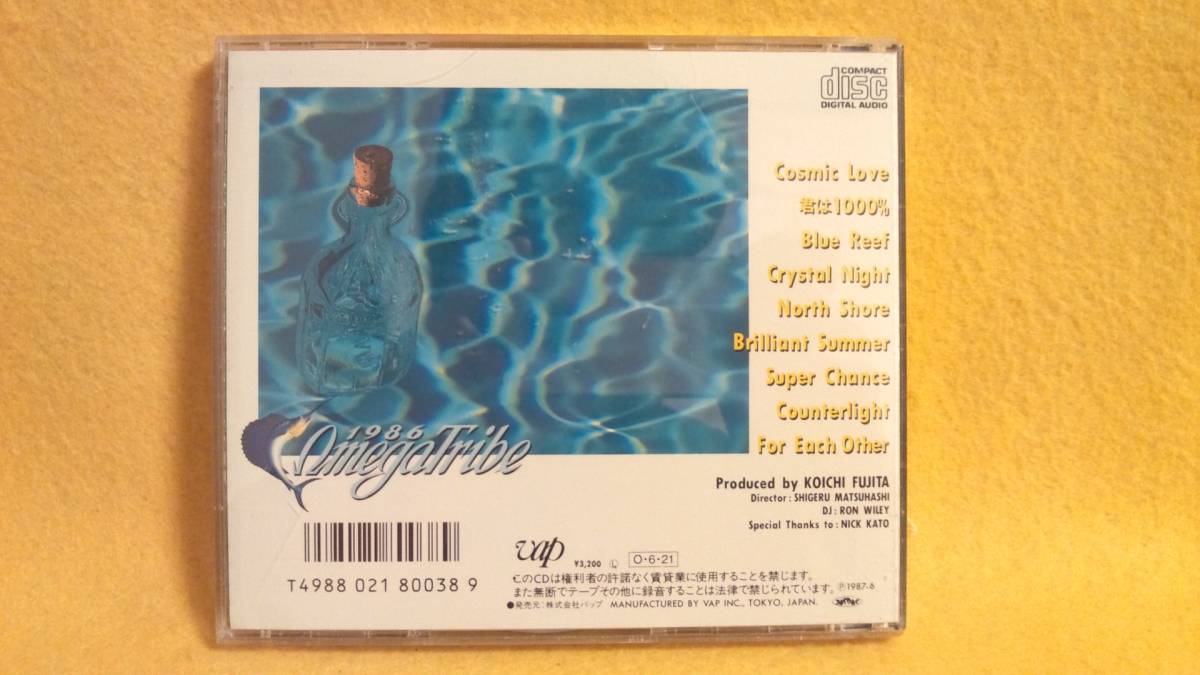 COMPACT
disc
DIGITAL AUDIO
Cosmic Love
君は1000%
Blue Reef
Crystal Night
North Shore
Brilliant Summer
Super Chance
Counterlight
For Each Other
1986
OmegaTribe
Produced by KOICHI FUJITA
Director : SHIGERU MATSUHASHI
DJ : RON WILEY
Special Thanks to : NICK KATO
T4988 021 80038 9
vap ¥3,200 Ⓛ O・6・21
このCDは権利者の許諾なく賃貸業に使用することを禁じます。
また無断でテープその他に録音することは法律で禁じられています。 Ⓟ1987-6
●発売元:株式会社バップ MANUFACTURED BY VAP INC., TOKYO, JAPAN.